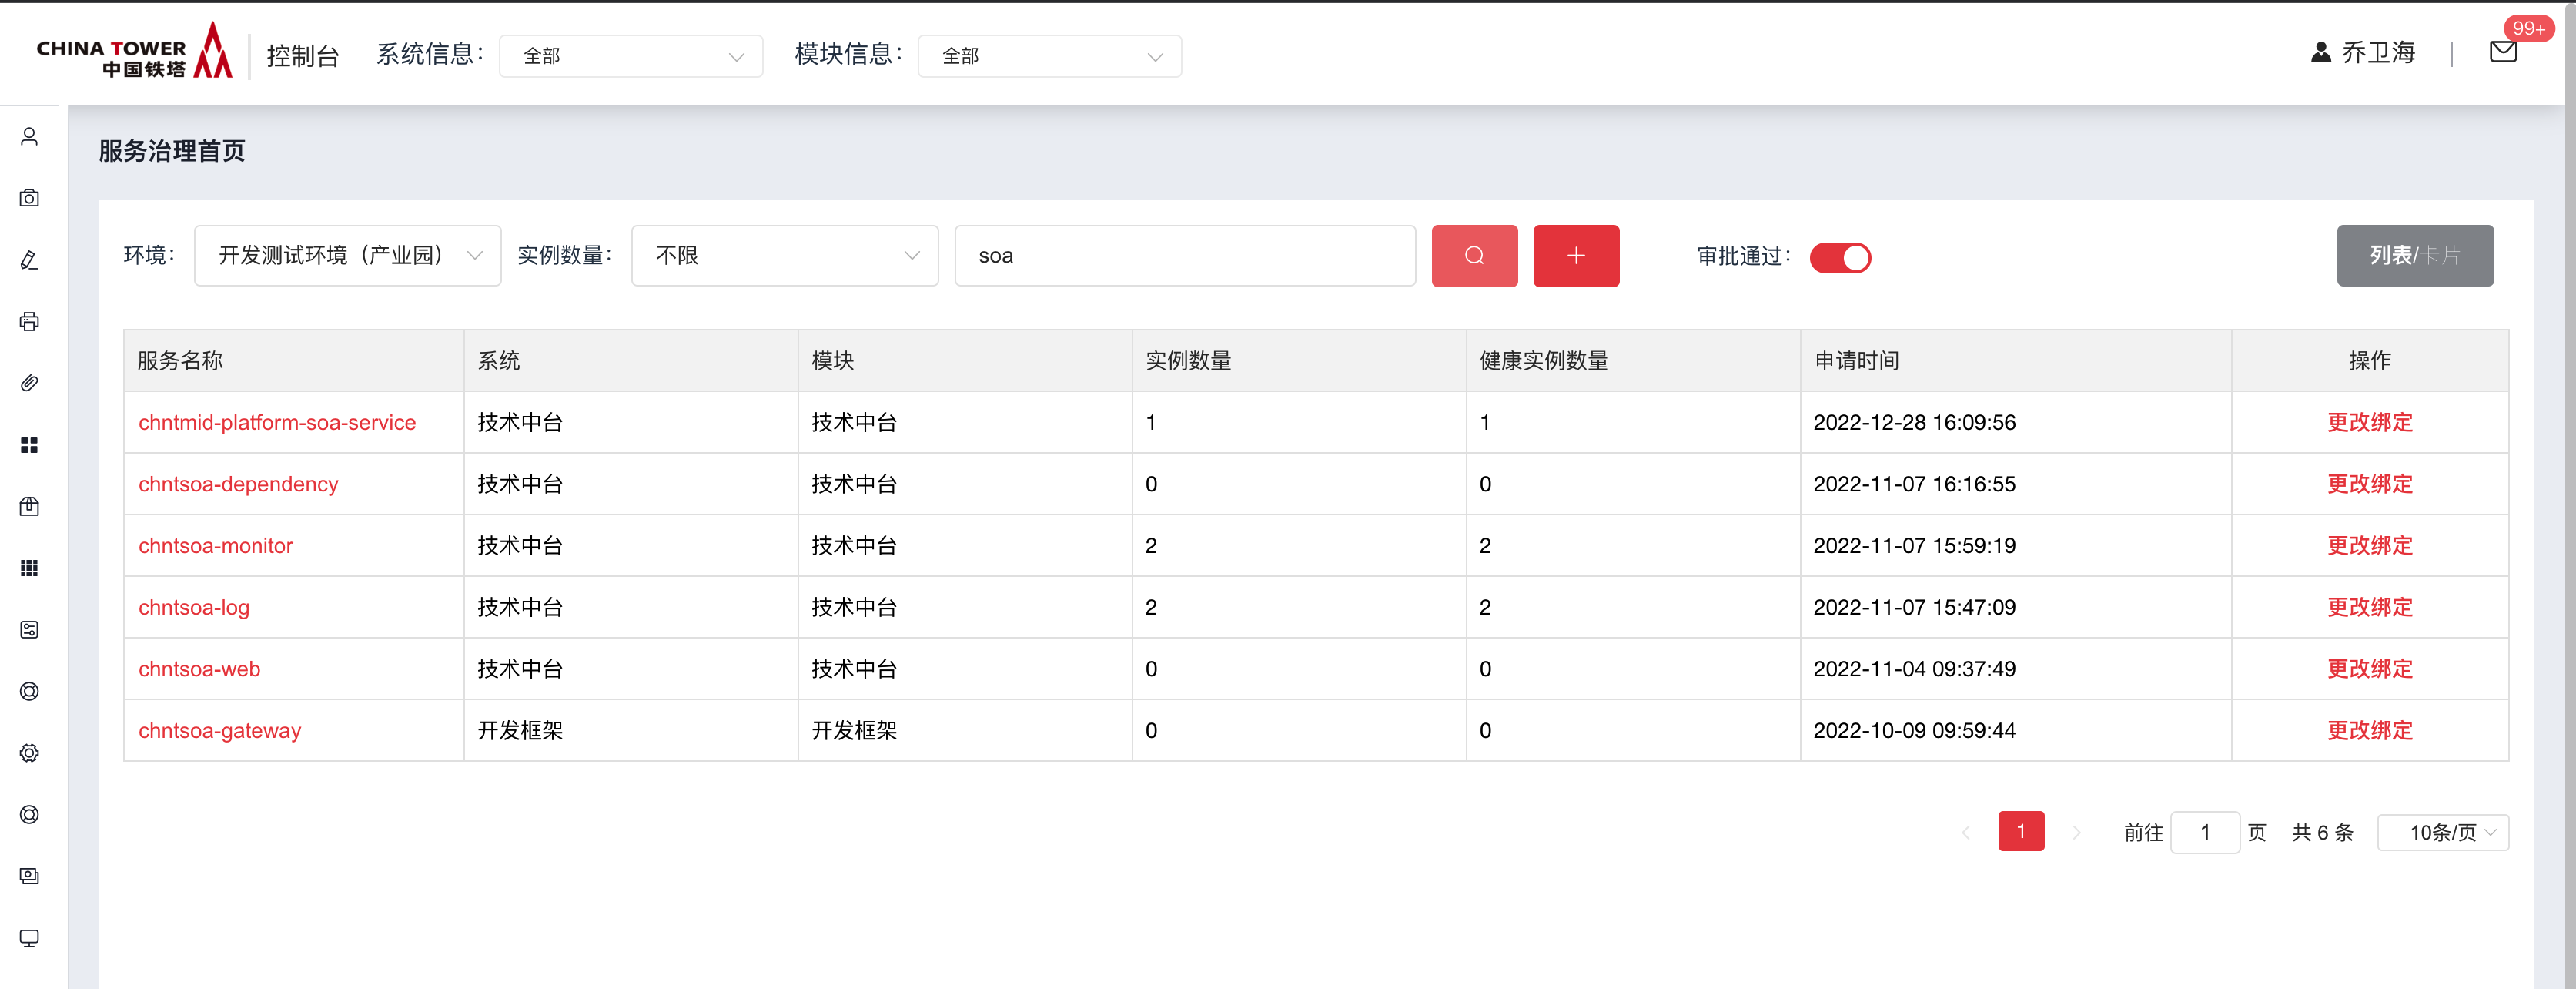 CHINA TOWER
中国铁塔
控制台
系统信息：
全部
模块信息：
全部
乔卫海
99+
服务治理首页
环境：
开发测试环境（产业园）
实例数量：
不限
soa
审批通过：
列表/卡片
服务名称 系统 模块 实例数量 健康实例数量 申请时间 操作
chntmid-platform-soa-service 技术中台 技术中台 1 1 2022-12-28 16:09:56 更改绑定
chntsoa-dependency 技术中台 技术中台 0 0 2022-11-07 16:16:55 更改绑定
chntsoa-monitor 技术中台 技术中台 2 2 2022-11-07 15:59:19 更改绑定
chntsoa-log 技术中台 技术中台 2 2 2022-11-07 15:47:09 更改绑定
chntsoa-web 技术中台 技术中台 0 0 2022-11-04 09:37:49 更改绑定
chntsoa-gateway 开发框架 开发框架 0 0 2022-10-09 09:59:44 更改绑定
1 前往 1 页 共 6 条 10条/页